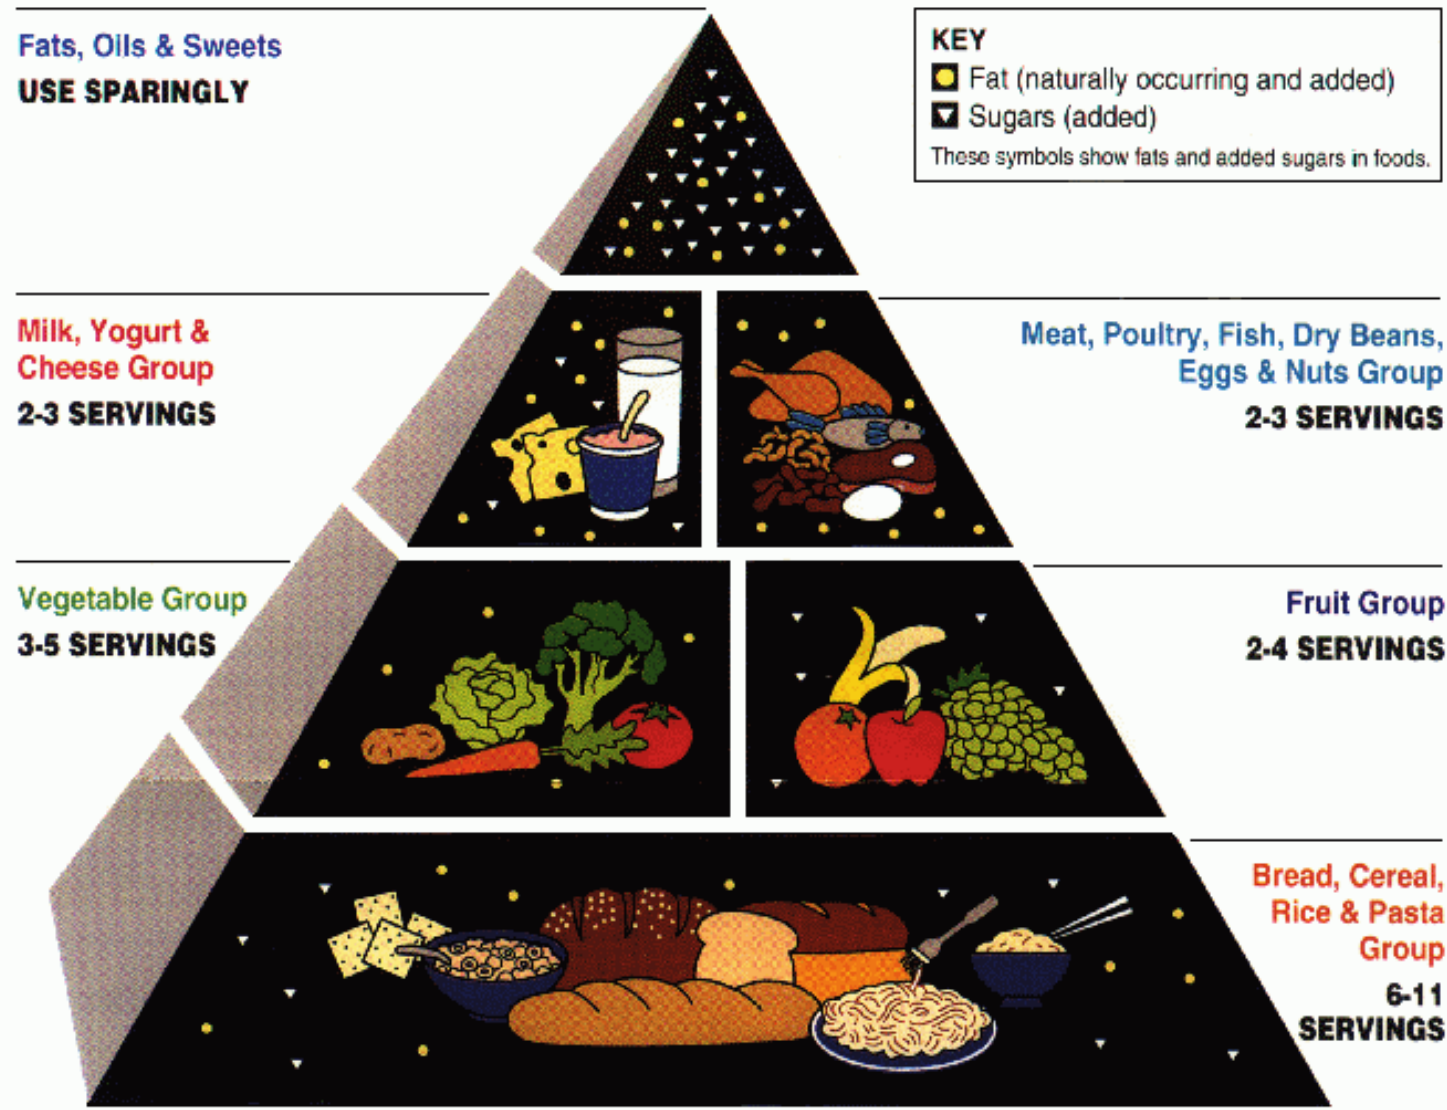 Fats, Oils & Sweets
USE SPARINGLY
KEY
Fat (naturally occurring and added)
Sugars (added)
These symbols show fats and added sugars in foods.
Milk, Yogurt &
Cheese Group
2-3 SERVINGS
Meat, Poultry, Fish, Dry Beans,
Eggs & Nuts Group
2-3 SERVINGS
Vegetable Group
3-5 SERVINGS
Fruit Group
2-4 SERVINGS
Bread, Cereal,
Rice & Pasta
Group
6-11
SERVINGS